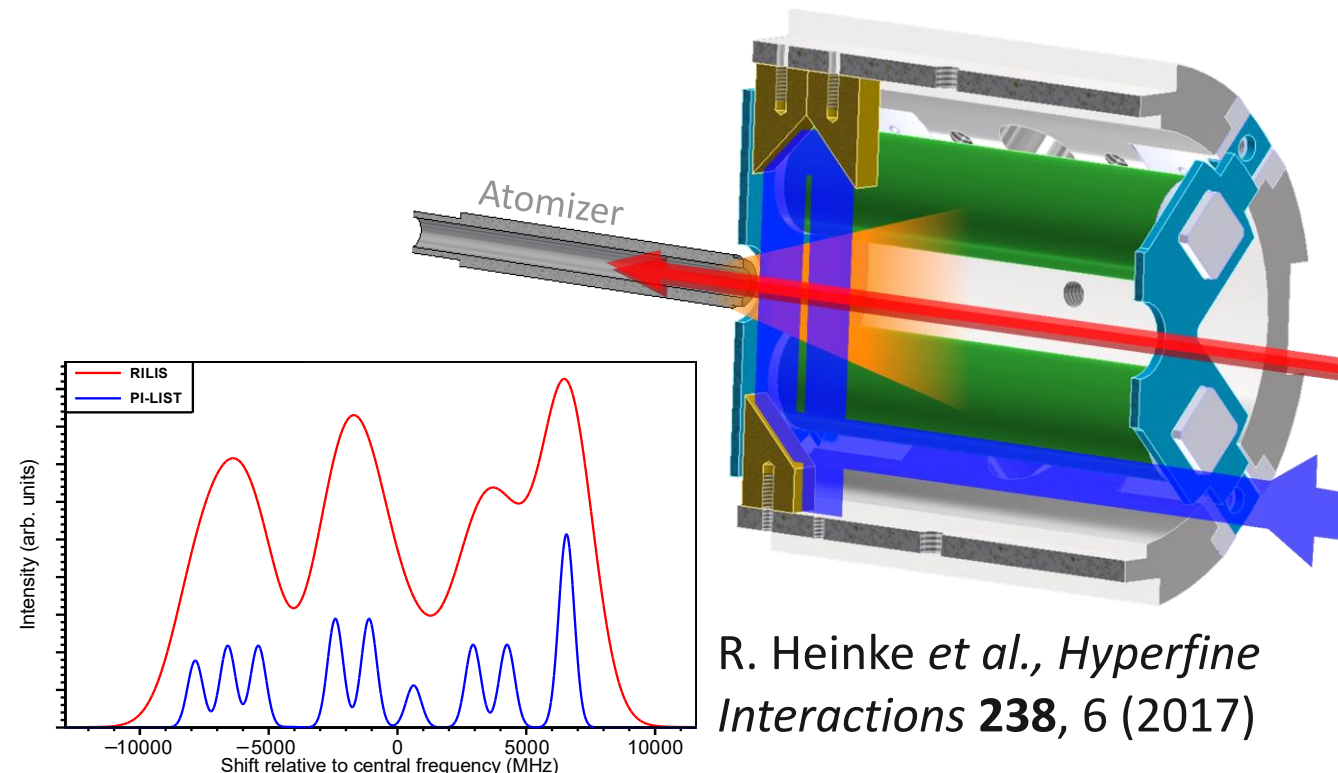 Atomizer
RILIS
PI-LIST
Intensity (arb. units)
−10000 −5000 0 5000 10000
Shift relative to central frequency (MHz)
R. Heinke et al., Hyperfine
Interactions 238, 6 (2017)